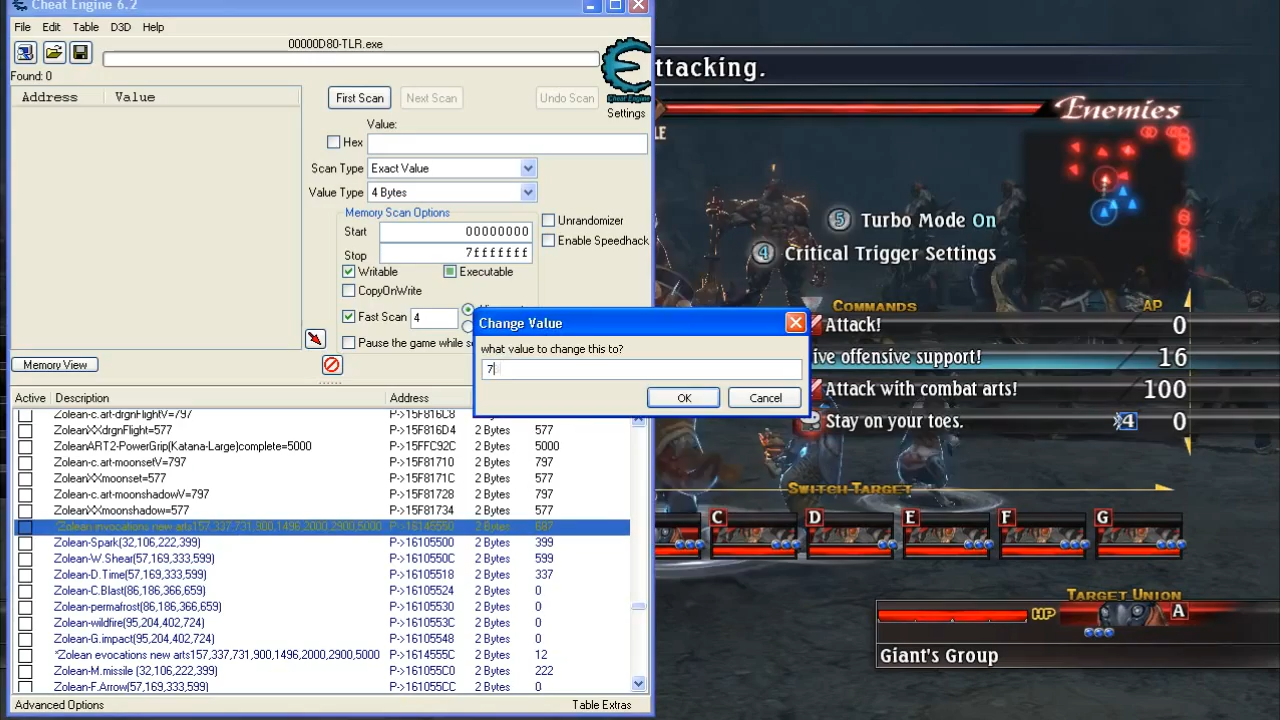 Cheat Engine 6.2
File Edit Table D3D Help
00000D80-TLR.exe
Found: 0
Address Value
First Scan Next Scan Undo Scan
Settings
Value:
Hex
Scan Type Exact Value
Value Type 4 Bytes
Memory Scan Options
Start 00000000
Stop 7fffffff
Unrandomizer
Enable Speedhack
Writable Executable
CopyOnWrite
Fast Scan 4
Pause the game while
Memory View
Change Value
what value to change this to?
7
OK Cancel
Active Description Address
Zolean-c.art-drgnFlightV=797 P->15F816C8 2 Bytes 797
ZoleanXXdrgnFlight=577 P->15F816D4 2 Bytes 577
ZoleanART2-PowerGrip(Katana-Large)complete=5000 P->15FFC92C 2 Bytes 5000
Zolean-c.art-moonsetV=797 P->15F81710 2 Bytes 797
ZoleanXXmoonset=577 P->15F8171C 2 Bytes 577
Zolean-c.art-moonshadowV=797 P->15F81728 2 Bytes 797
ZoleanXXmoonshadow=577 P->15F81734 2 Bytes 577
*Zolean evocations new arts157,337,731,900,1496,2000,2900,5000 P->16145550 2 Bytes 687
Zolean-Spark(32,106,222,399) P->16105500 2 Bytes 399
Zolean-W.Shear(57,169,333,599) P->1610550C 2 Bytes 599
Zolean-D.Time(57,169,333,599) P->16105518 2 Bytes 337
Zolean-C.Blast(86,186,366,659) P->16105524 2 Bytes 0
Zolean-permafrost(86,186,366,659) P->16105530 2 Bytes 0
Zolean-wildfire(95,204,402,724) P->1610553C 2 Bytes 0
Zolean-G.impact(95,204,402,724) P->16105548 2 Bytes 0
*Zolean evocations new arts157,337,731,900,1496,2000,2900,5000 P->1614555C 2 Bytes 12
Zolean-M.missile (32,106,222,399) P->161055C0 2 Bytes 222
Zolean-F.Arrow(57,169,333,599) P->161055CC 2 Bytes 0
Advanced Options Table Extras
ttacking.
LE
Enemies
5 Turbo Mode On
4 Critical Trigger Settings
Commands AP
Attack! 0
ive offensive support! 16
Attack with combat arts! 100
Stay on your toes. 4 0
Switch Target
C D E F G
Target Union
HP A
Giant's Group